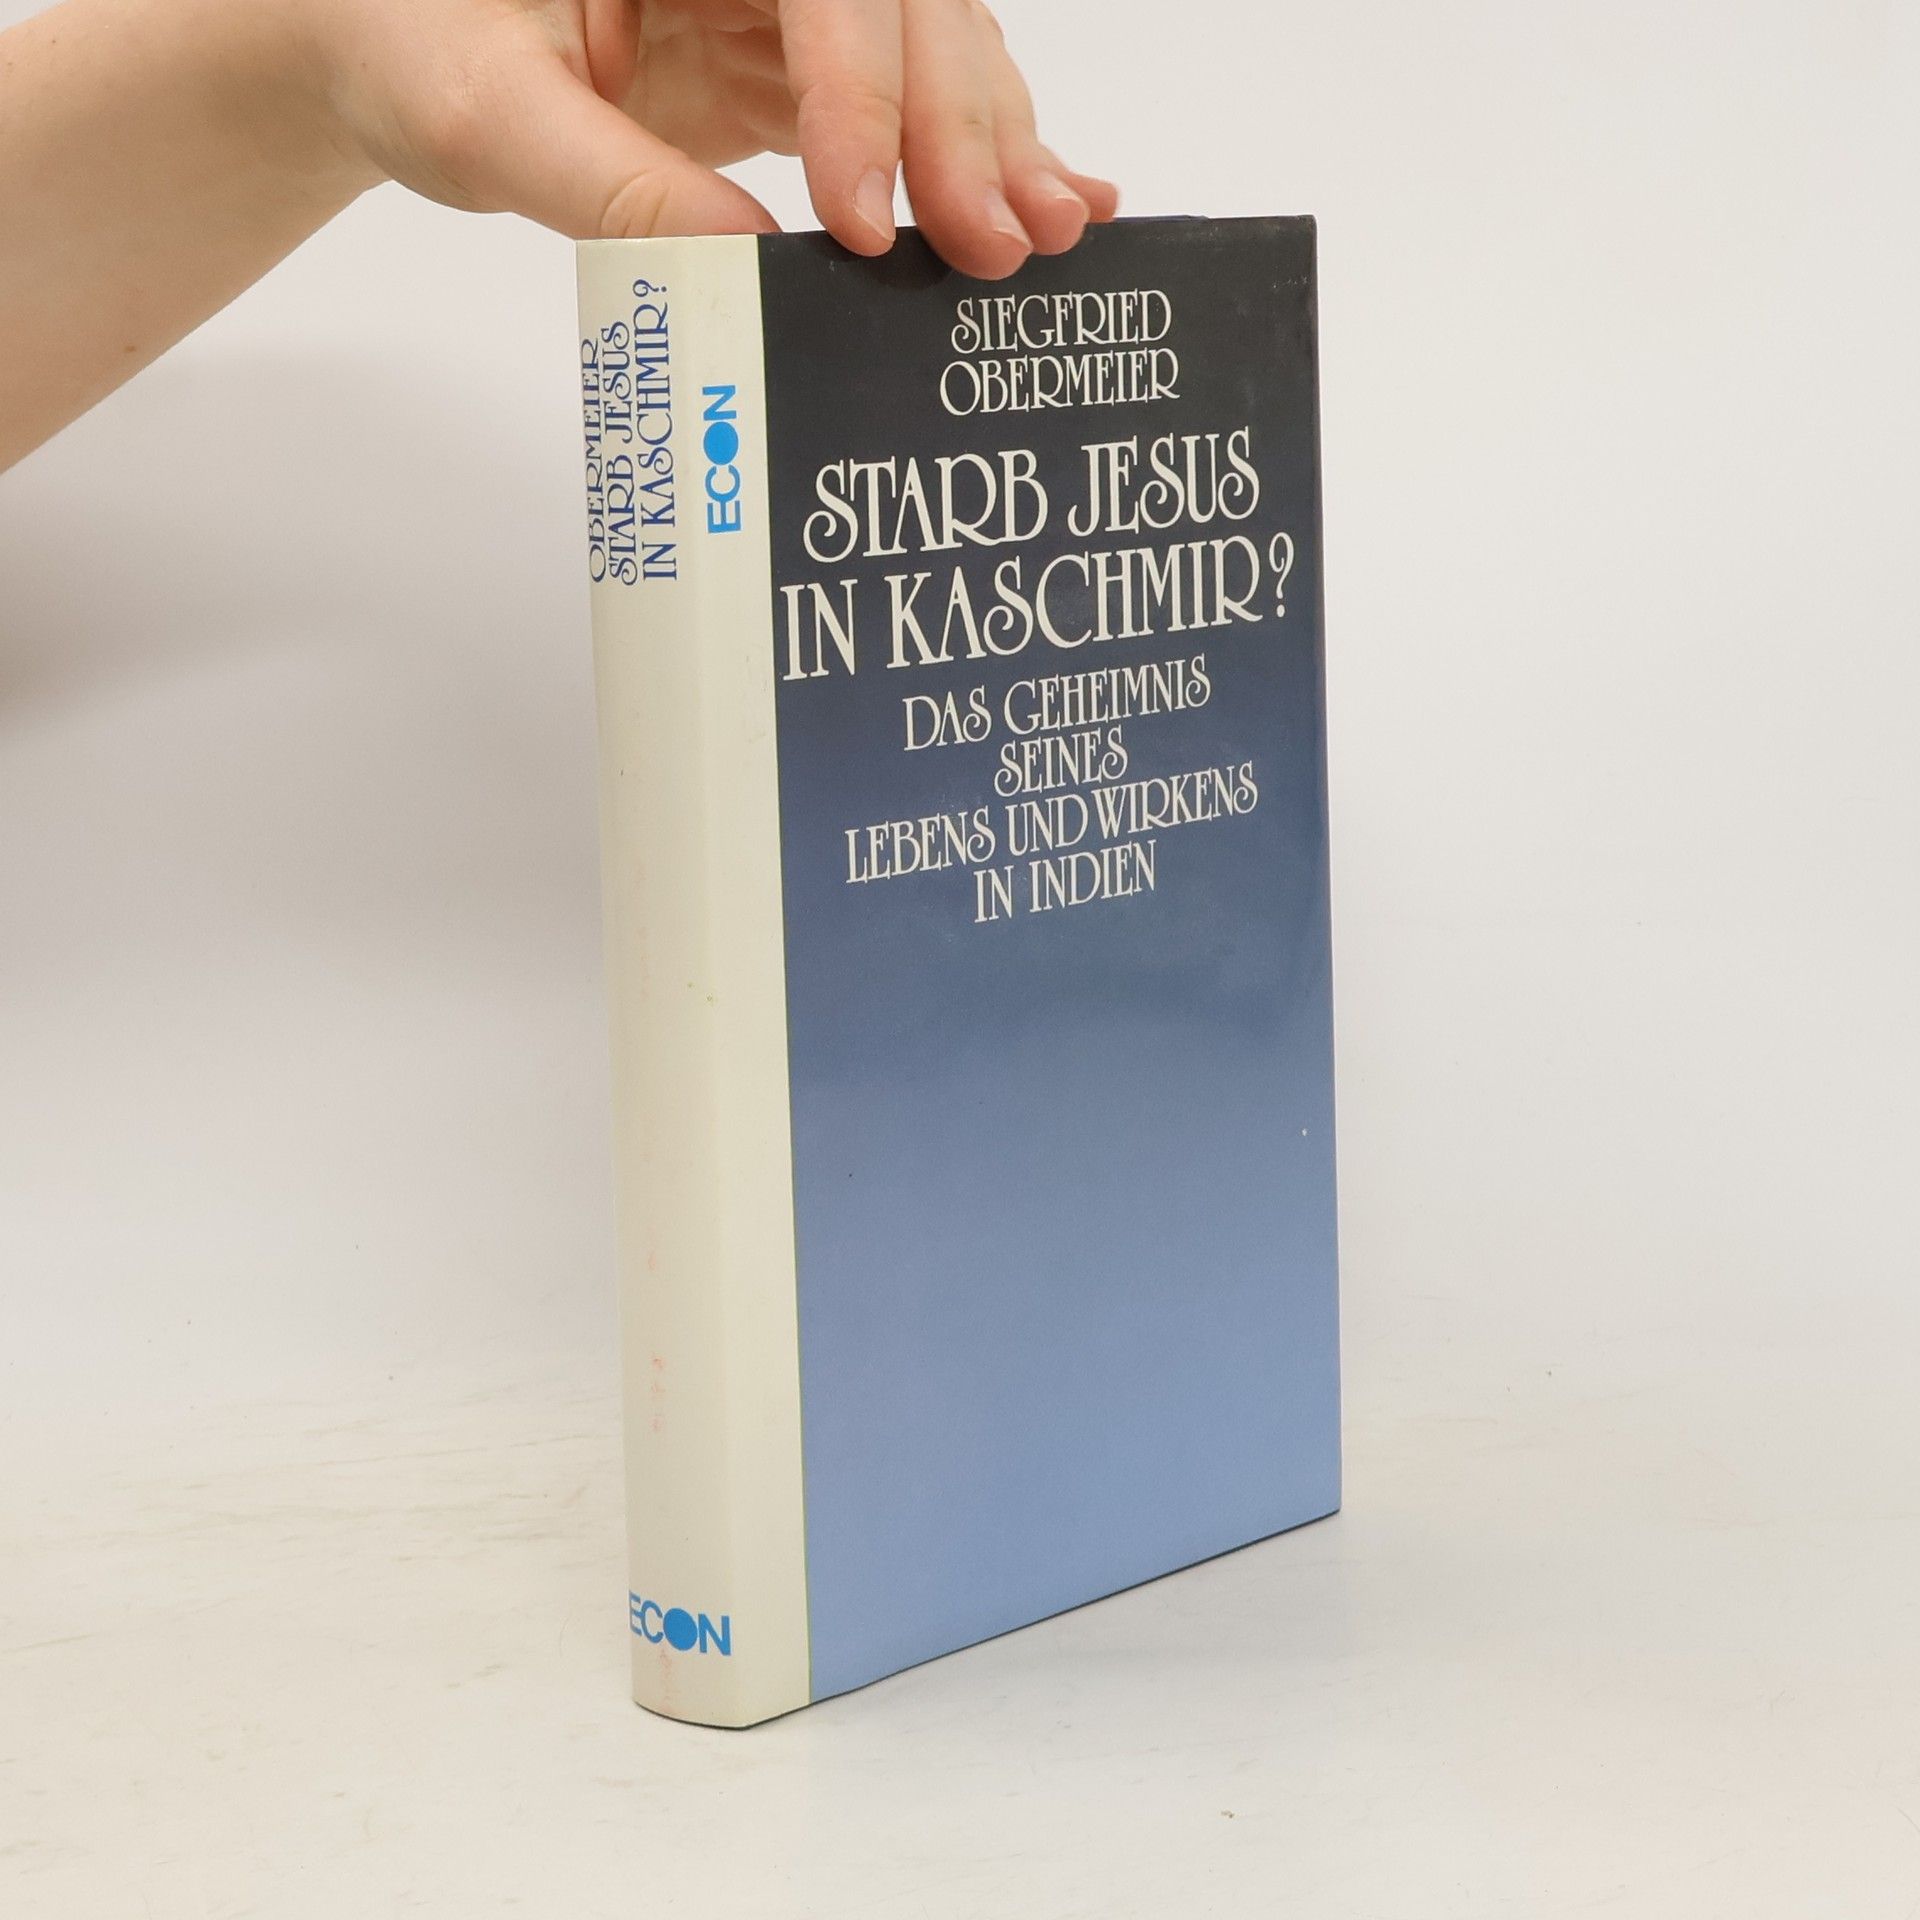 OBERMEIER
STARB JESUS
IN KASCHMIR?
ECON
ECON
SIEGFRIED
OBERMEIER
STARB JESUS
IN KASCHMIR?
DAS GEHEIMNIS
SEINES
LEBENS UND WIRKENS
IN INDIEN